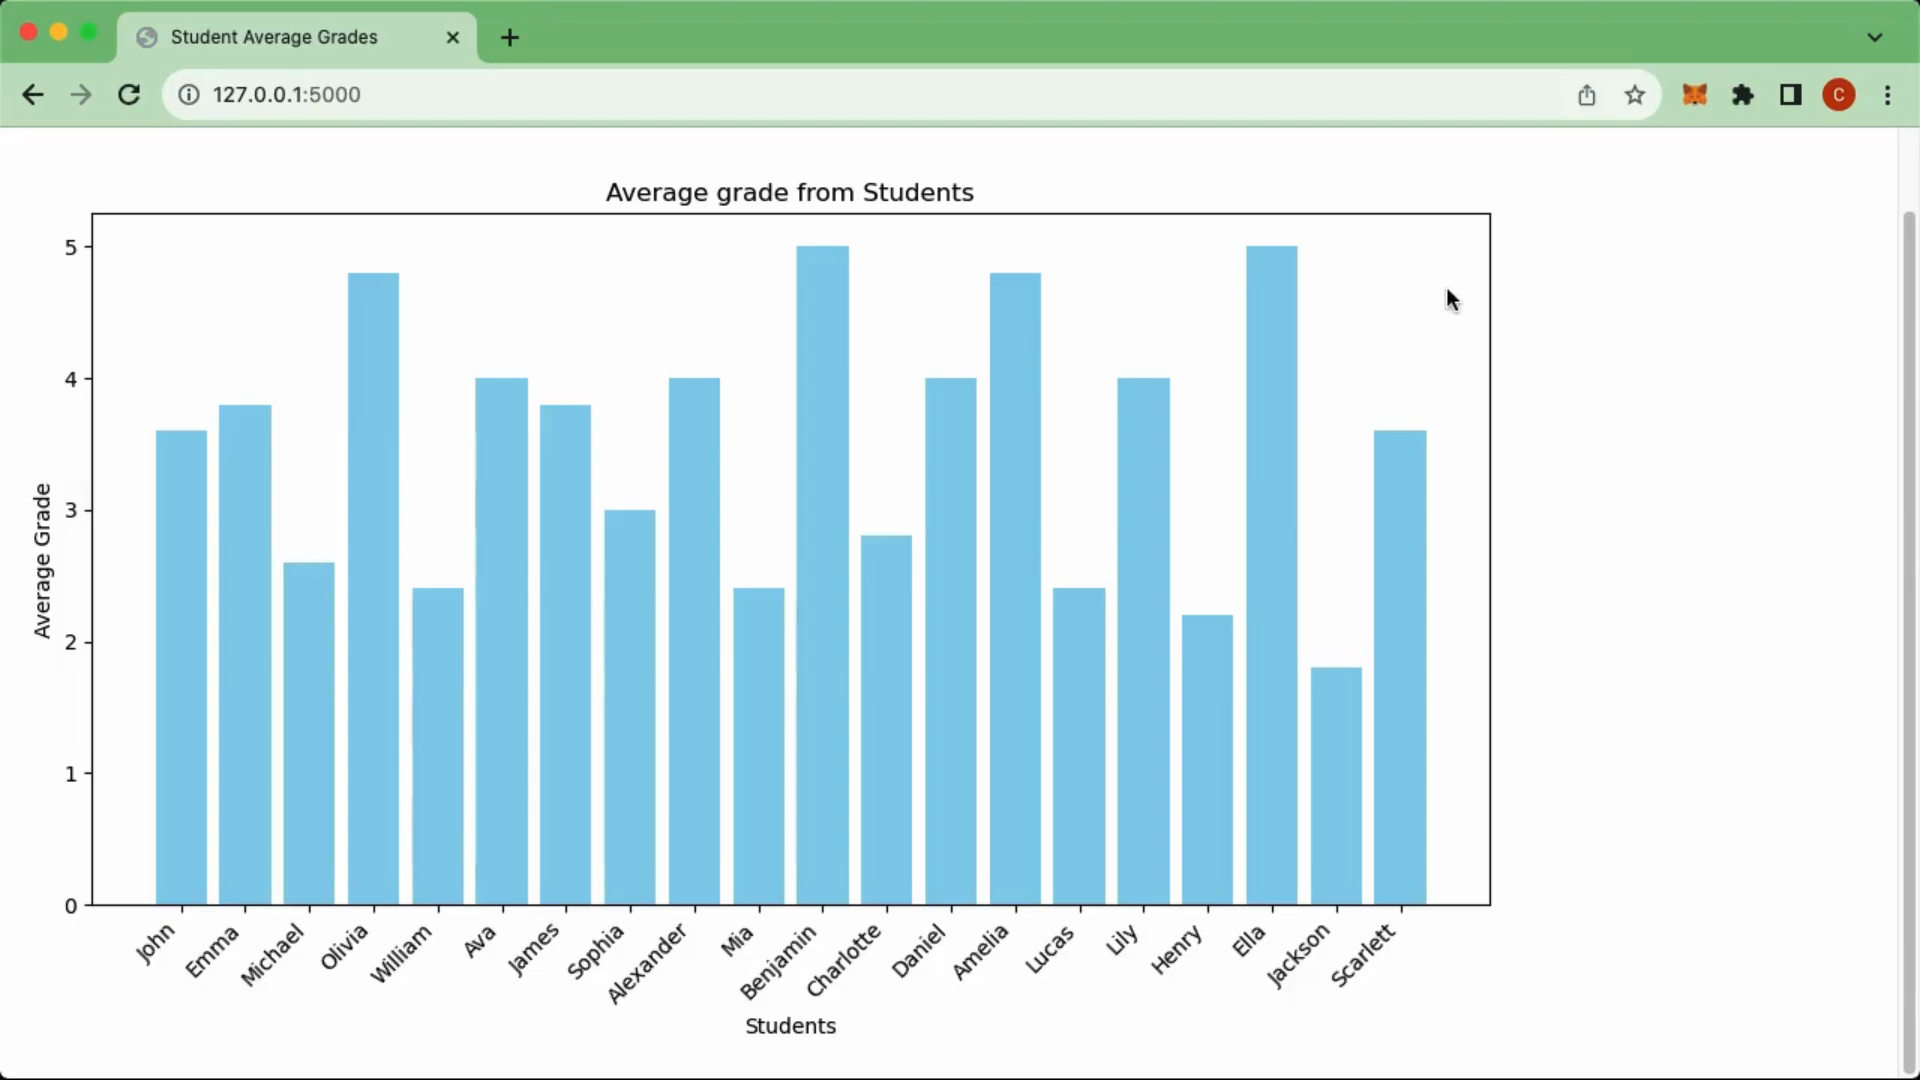 Student Average Grades
127.0.0.1:5000
C
Average grade from Students
Average Grade
5
4
3
2
1
0
John
Emma
Michael
Olivia
William
Ava
James
Sophia
Alexander
Mia
Benjamin
Charlotte
Daniel
Amelia
Lucas
Lily
Henry
Ella
Jackson
Scarlett
Students